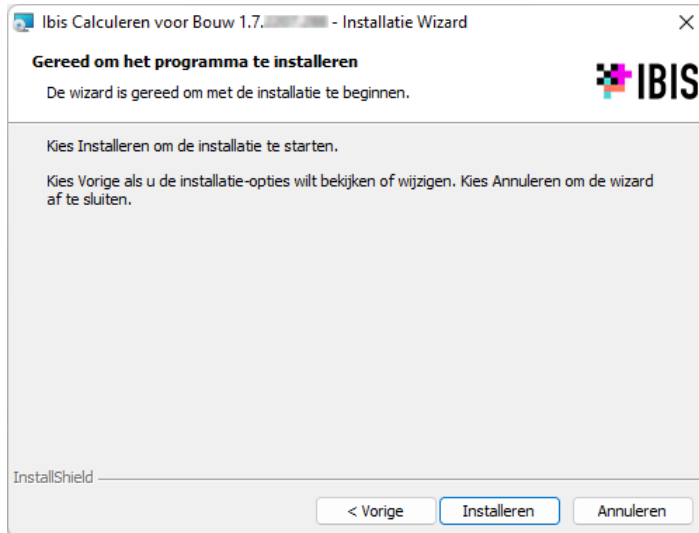 Ibis Calculeren voor Bouw 1.7. - Installatie Wizard
Gereed om het programma te installeren
De wizard is gereed om met de installatie te beginnen.
IBIS
Kies Installeren om de installatie te starten.
Kies Vorige als u de installatie-opties wilt bekijken of wijzigen. Kies Annuleren om de wizard
af te sluiten.
InstallShield
< Vorige
Installeren
Annuleren